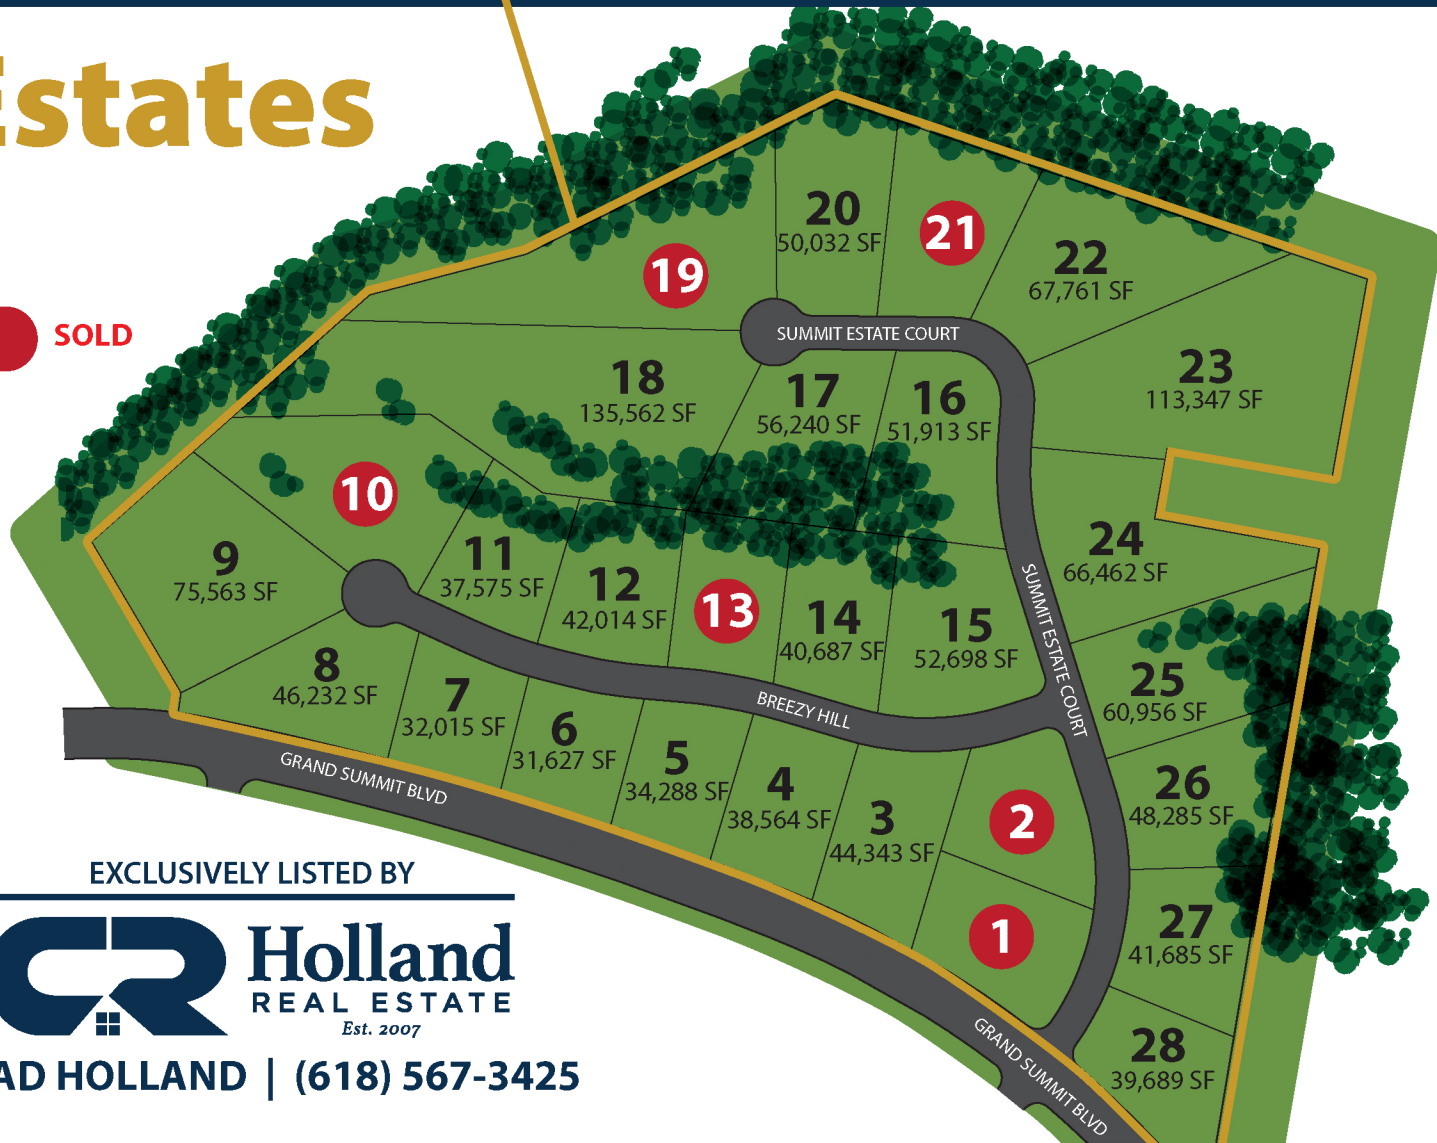 Estates
SOLD
20
50,032 SF
21
22
67,761 SF
19
SUMMIT ESTATE COURT
18
135,562 SF
17
56,240 SF
16
51,913 SF
23
113,347 SF
10
9
75,563 SF
11
37,575 SF
12
42,014 SF
13
14
40,687 SF
15
52,698 SF
24
66,462 SF
SUMMIT ESTATE COURT
8
46,232 SF
7
32,015 SF
6
31,627 SF
5
34,288 SF
4
38,564 SF
3
44,343 SF
BREEZY HILL
25
60,956 SF
26
48,285 SF
2
1
27
41,685 SF
28
39,689 SF
GRAND SUMMIT BLVD
GRAND SUMMIT BLVD
EXCLUSIVELY LISTED BY
CR
Holland
REAL ESTATE
Est. 2007
AD HOLLAND | (618) 567-3425